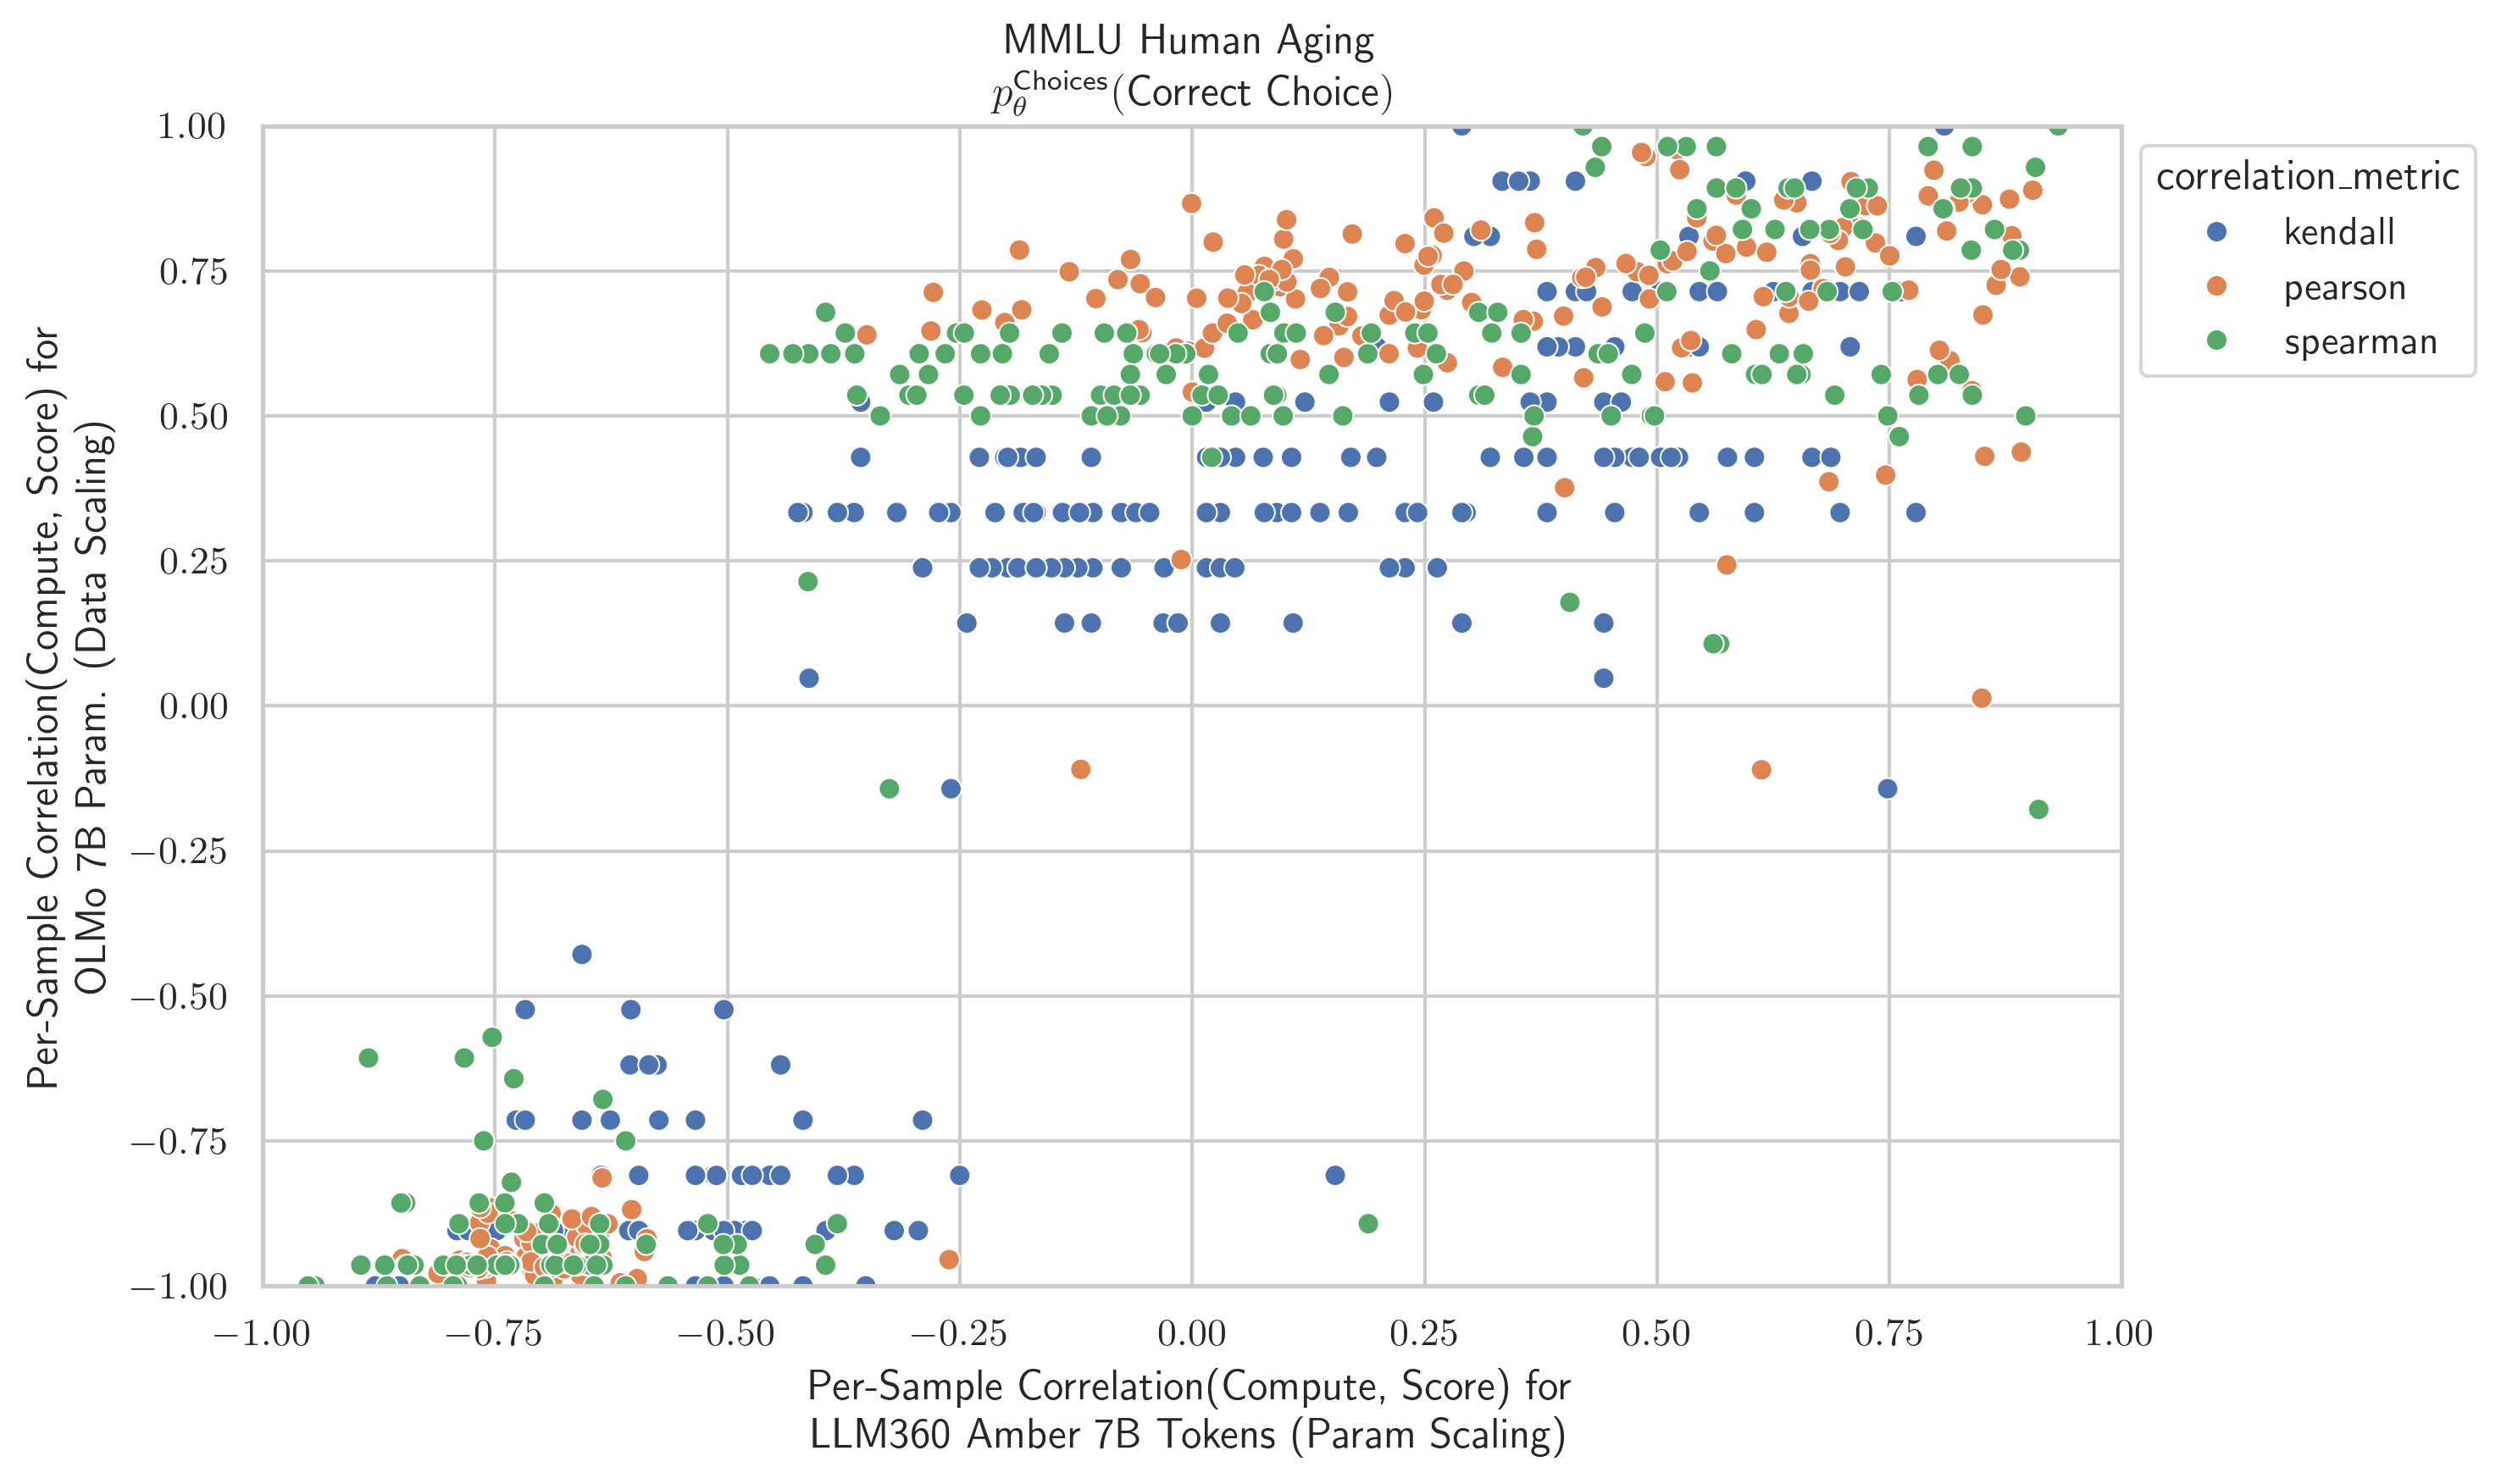 MMLU Human Aging
p_θ^Choices(Correct Choice)
1.00
0.75
0.50
0.25
0.00
−0.25
−0.50
−0.75
−1.00
Per-Sample Correlation(Compute, Score) for
OLMo 7B Param. (Data Scaling)
correlation_metric
kendall
pearson
spearman
−1.00 −0.75 −0.50 −0.25 0.00 0.25 0.50 0.75 1.00
Per-Sample Correlation(Compute, Score) for
LLM360 Amber 7B Tokens (Param Scaling)